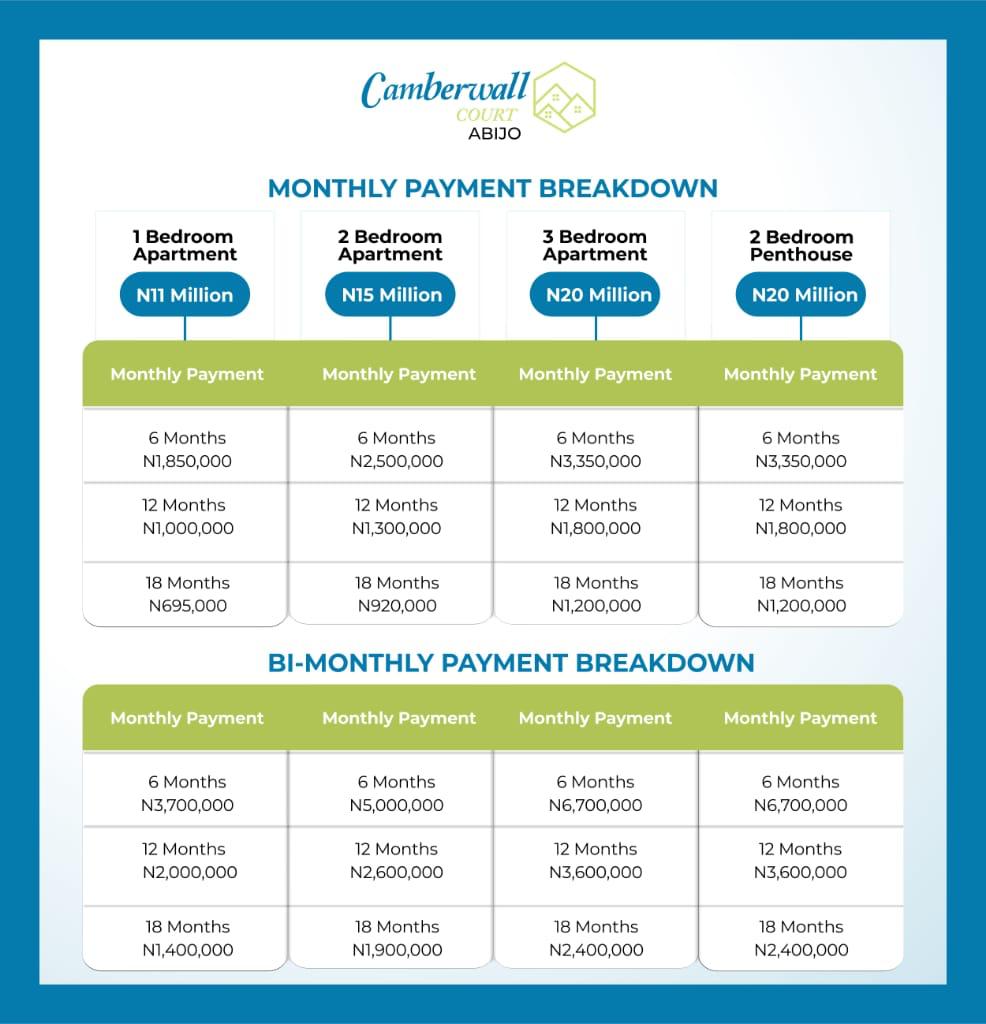 Camberwall
COURT
ABIJO
MONTHLY PAYMENT BREAKDOWN
1 Bedroom
Apartment
N11 Million
2 Bedroom
Apartment
N15 Million
3 Bedroom
Apartment
N20 Million
2 Bedroom
Penthouse
N20 Million
Monthly Payment Monthly Payment Monthly Payment Monthly Payment
6 Months 6 Months 6 Months 6 Months
N1,850,000 N2,500,000 N3,350,000 N3,350,000
12 Months 12 Months 12 Months 12 Months
N1,000,000 N1,300,000 N1,800,000 N1,800,000
18 Months 18 Months 18 Months 18 Months
N695,000 N920,000 N1,200,000 N1,200,000
BI-MONTHLY PAYMENT BREAKDOWN
Monthly Payment Monthly Payment Monthly Payment Monthly Payment
6 Months 6 Months 6 Months 6 Months
N3,700,000 N5,000,000 N6,700,000 N6,700,000
12 Months 12 Months 12 Months 12 Months
N2,000,000 N2,600,000 N3,600,000 N3,600,000
18 Months 18 Months 18 Months 18 Months
N1,400,000 N1,900,000 N2,400,000 N2,400,000